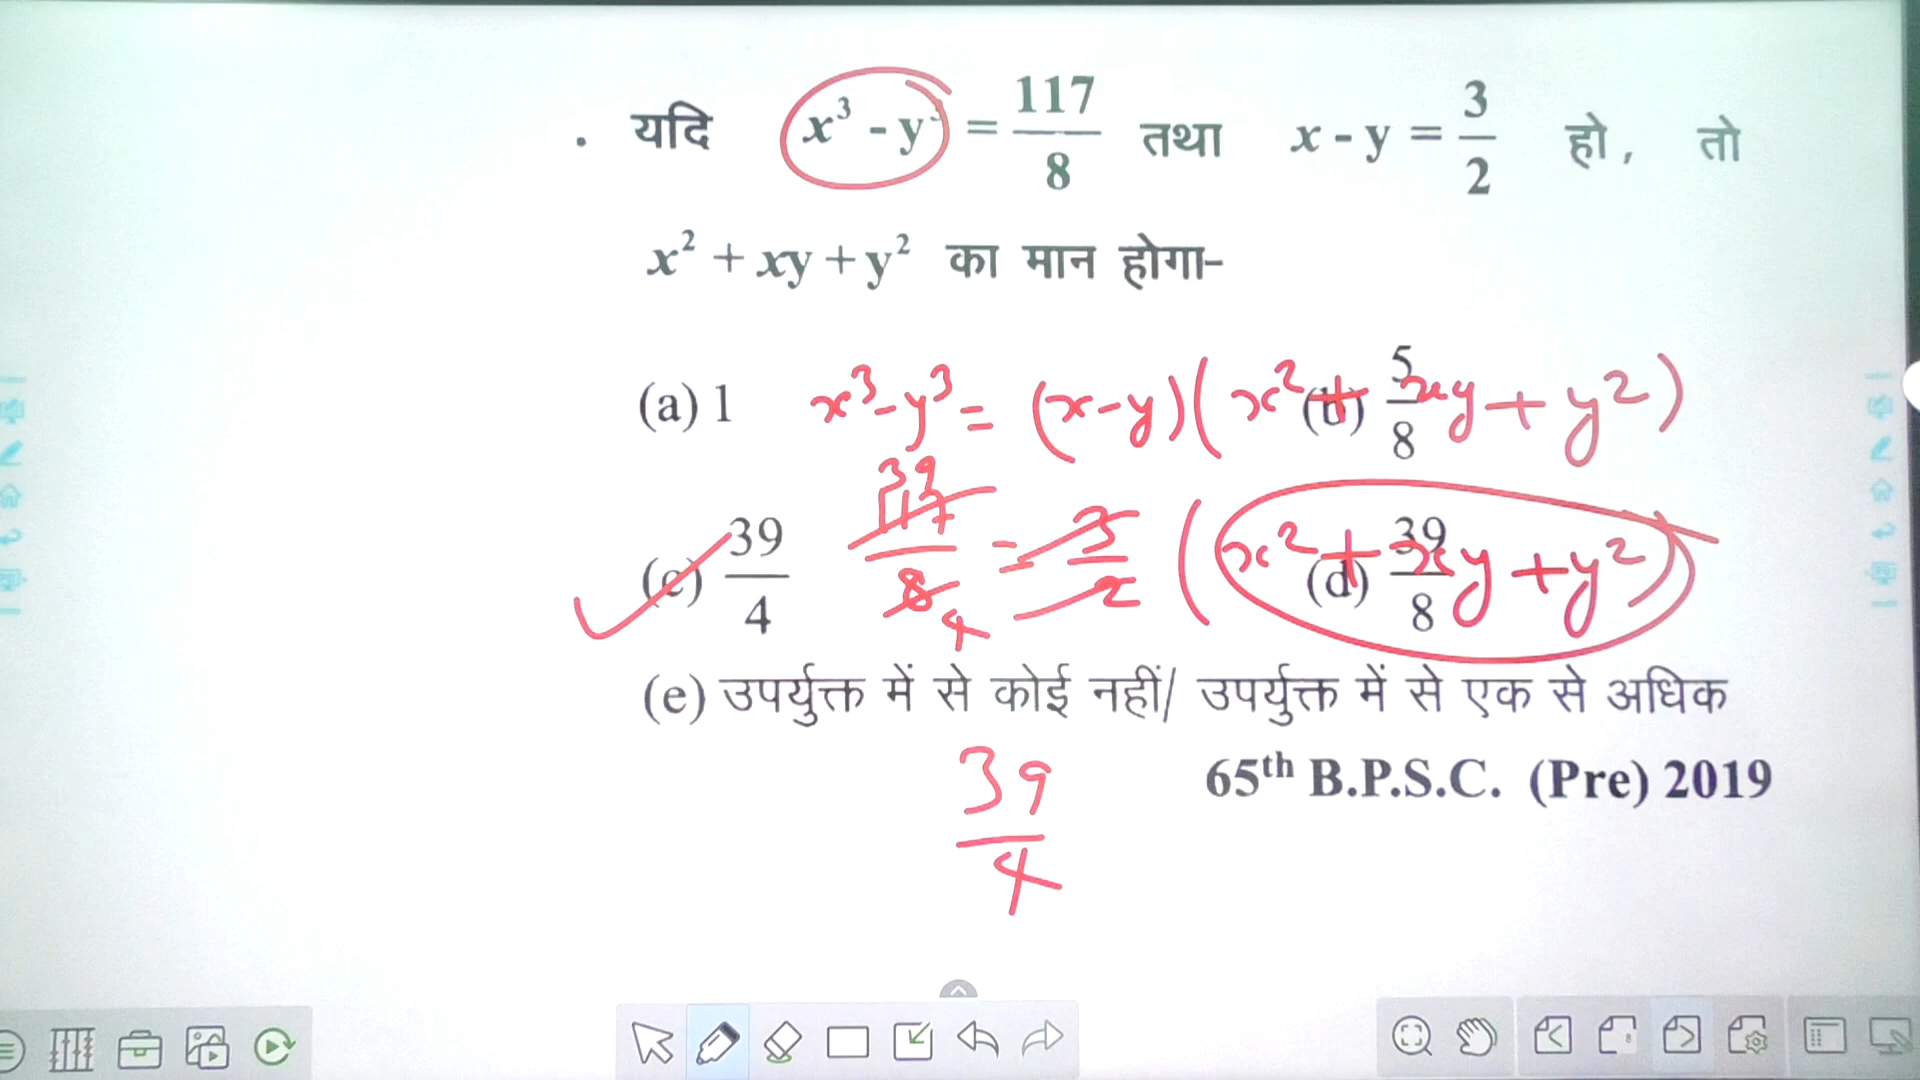 . यदि x³ - y³ = 117/8 तथा x - y = 3/2 हो, तो
x² + xy + y² का मान होगा-
(a) 1 (b) 5/8
x³ - y³ = (x - y)(x² + xy + y²)
39
(c) 39/4 (d) 39/8
117/8 = 3/2 (x² + xy + y²)
4
(e) उपर्युक्त में से कोई नहीं/ उपर्युक्त में से एक से अधिक
65th B.P.S.C. (Pre) 2019
39/4